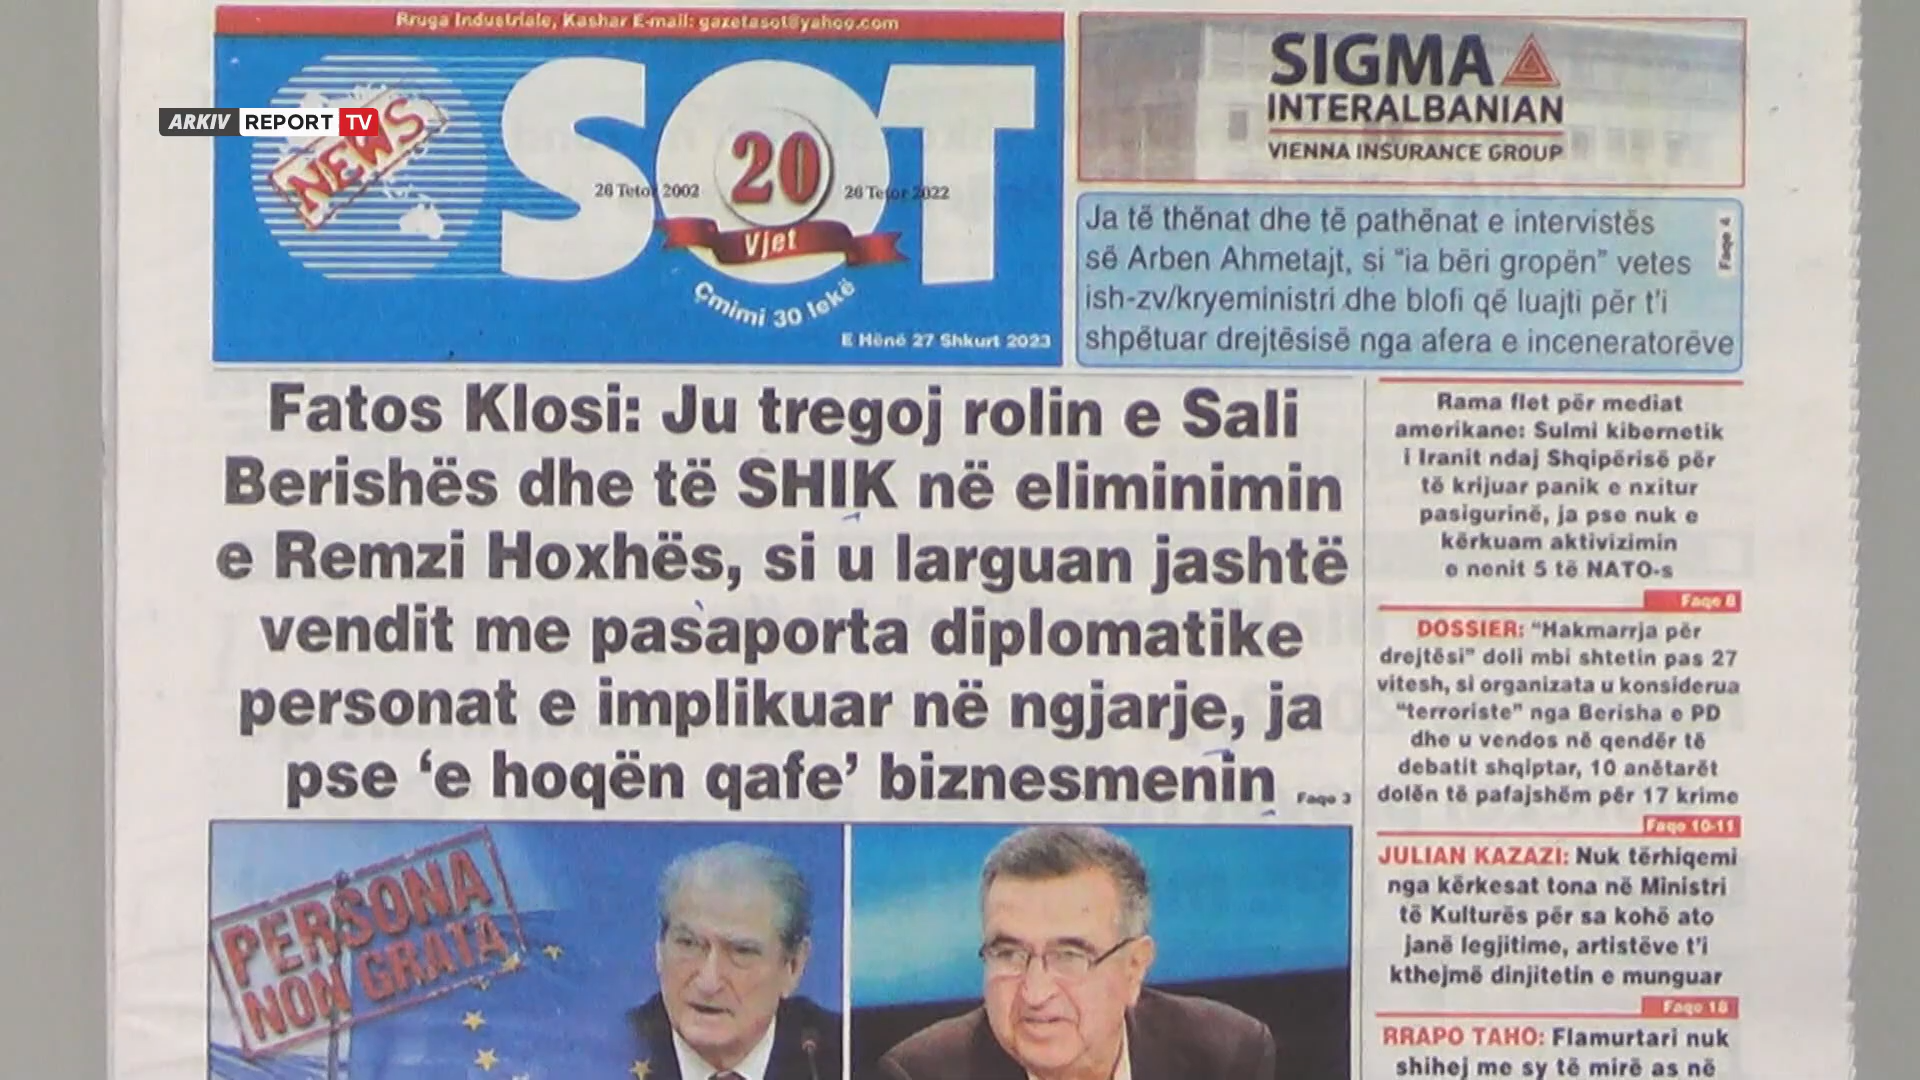 Rruga Industriale, Kashar E-mail: gazetasot@yahoo.com
ARKIV REPORT TV
NEWS
SOT
26 Tetor 2002
20
26 Tetor 2022
Vjet
Çmimi 30 lekë
E Hënë 27 Shkurt 2023
SIGMA
INTERALBANIAN
VIENNA INSURANCE GROUP
Ja të thënat dhe të pathënat e intervistës
së Arben Ahmetajt, si "ia bëri gropën" vetes
ish-zv/kryeministri dhe blofi që luajti për t'i
shpëtuar drejtësisë nga afera e inceneratorëve
Faqe 4
Fatos Klosi: Ju tregoj rolin e Sali
Berishës dhe të SHIK në eliminimin
e Remzi Hoxhës, si u larguan jashtë
vendit me pasaporta diplomatike
personat e implikuar në ngjarje, ja
pse 'e hoqën qafe' biznesmenin
Faqe 3
PERSONA
NON GRATA
Rama flet për mediat
amerikane: Sulmi kibernetik
i Iranit ndaj Shqipërisë për
të krijuar panik e nxitur
pasigurinë, ja pse nuk e
kërkuam aktivizimin
e nenit 5 të NATO-s
Faqe 8
DOSSIER: "Hakmarrja për
drejtësi" doli mbi shtetin pas 27
vitesh, si organizata u konsiderua
"terroriste" nga Berisha e PD
dhe u vendos në qendër të
debatit shqiptar, 10 anëtarët
dolën të pafajshëm për 17 krime
Faqe 10-11
JULIAN KAZAZI: Nuk tërhiqemi
nga kërkesat tona në Ministri
të Kulturës për sa kohë ato
janë legjitime, artistëve t'i
kthejmë dinjitetin e munguar
Faqe 18
RRAPO TAHO: Flamurtari nuk
shihej me sy të mirë as në